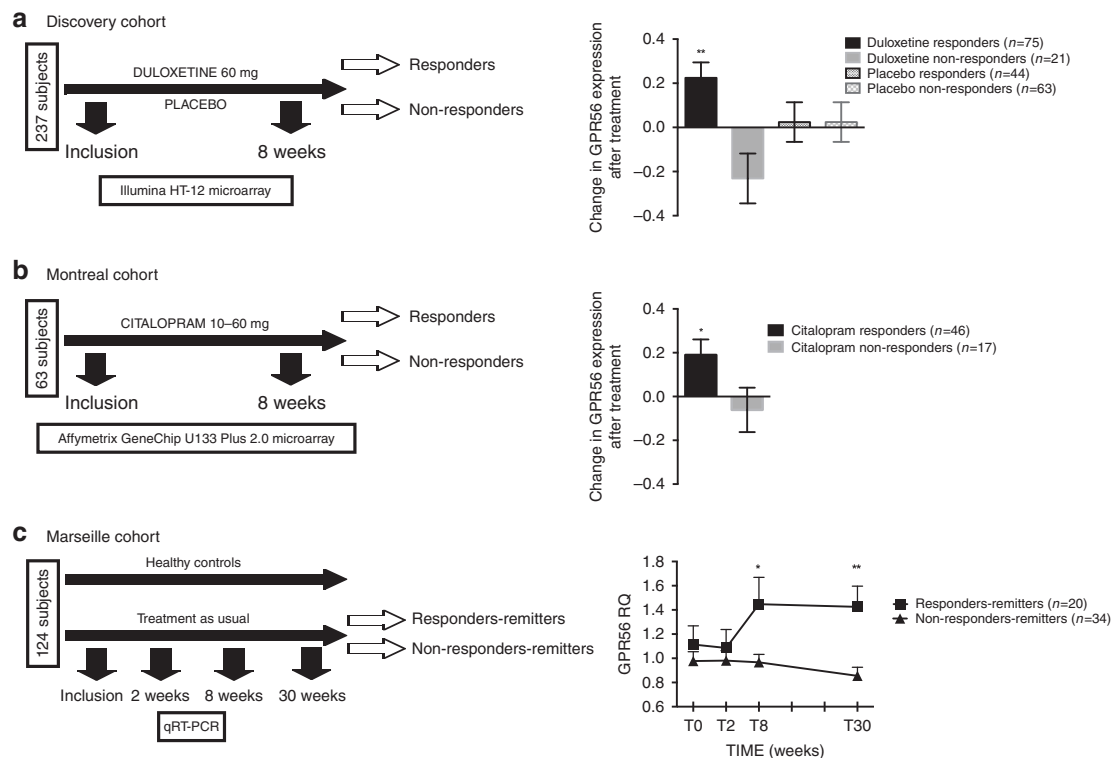 a Discovery cohort
237 subjects
DULOXETINE 60 mg
PLACEBO
Inclusion
8 weeks
Responders
Non-responders
Illumina HT-12 microarray
Change in GPR56 expression
after treatment
0.4
0.2
0.0
–0.2
–0.4
**
Duloxetine responders (n=75)
Duloxetine non-responders (n=21)
Placebo responders (n=44)
Placebo non-responders (n=63)
b Montreal cohort
63 subjects
CITALOPRAM 10–60 mg
Inclusion
8 weeks
Responders
Non-responders
Affymetrix GeneChip U133 Plus 2.0 microarray
Change in GPR56 expression
after treatment
0.4
0.2
0.0
–0.2
–0.4
*
Citalopram responders (n=46)
Citalopram non-responders (n=17)
c Marseille cohort
124 subjects
Healthy controls
Treatment as usual
Responders-remitters
Non-responders-remitters
Inclusion 2 weeks 8 weeks 30 weeks
qRT-PCR
GPR56 RQ
1.8
1.6
1.4
1.2
1.0
0.8
0.6
* **
T0 T2 T8 T30
TIME (weeks)
Responders-remitters (n=20)
Non-responders-remitters (n=34)